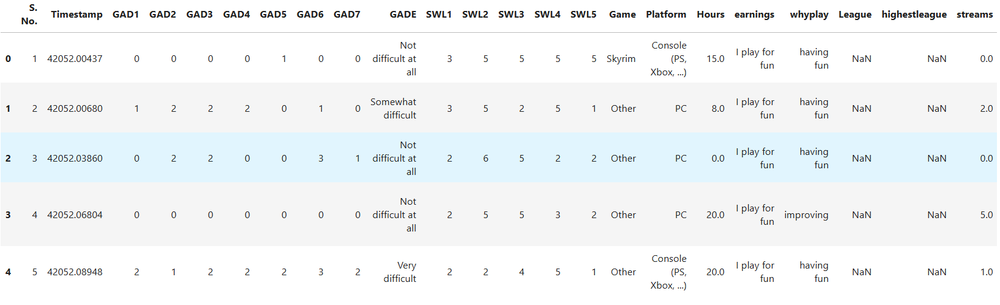 S. No. Timestamp GAD1 GAD2 GAD3 GAD4 GAD5 GAD6 GAD7 GADE SWL1 SWL2 SWL3 SWL4 SWL5 Game Platform Hours earnings whyplay League highestleague streams
0 1 42052.00437 0 0 0 0 1 0 0 Not difficult at all 3 5 5 5 5 Skyrim Console (PS, Xbox, ...) 15.0 I play for fun having fun NaN NaN 0.0
1 2 42052.00680 1 2 2 2 0 1 0 Somewhat difficult 3 5 2 5 1 Other PC 8.0 I play for fun having fun NaN NaN 2.0
2 3 42052.03860 0 2 2 0 0 3 1 Not difficult at all 2 6 5 2 2 Other PC 0.0 I play for fun having fun NaN NaN 0.0
3 4 42052.06804 0 0 0 0 0 0 0 Not difficult at all 2 5 5 3 2 Other PC 20.0 I play for fun improving NaN NaN 5.0
4 5 42052.08948 2 1 2 2 2 3 2 Very difficult 2 2 4 5 1 Other Console (PS, Xbox, ...) 20.0 I play for fun having fun NaN NaN 1.0